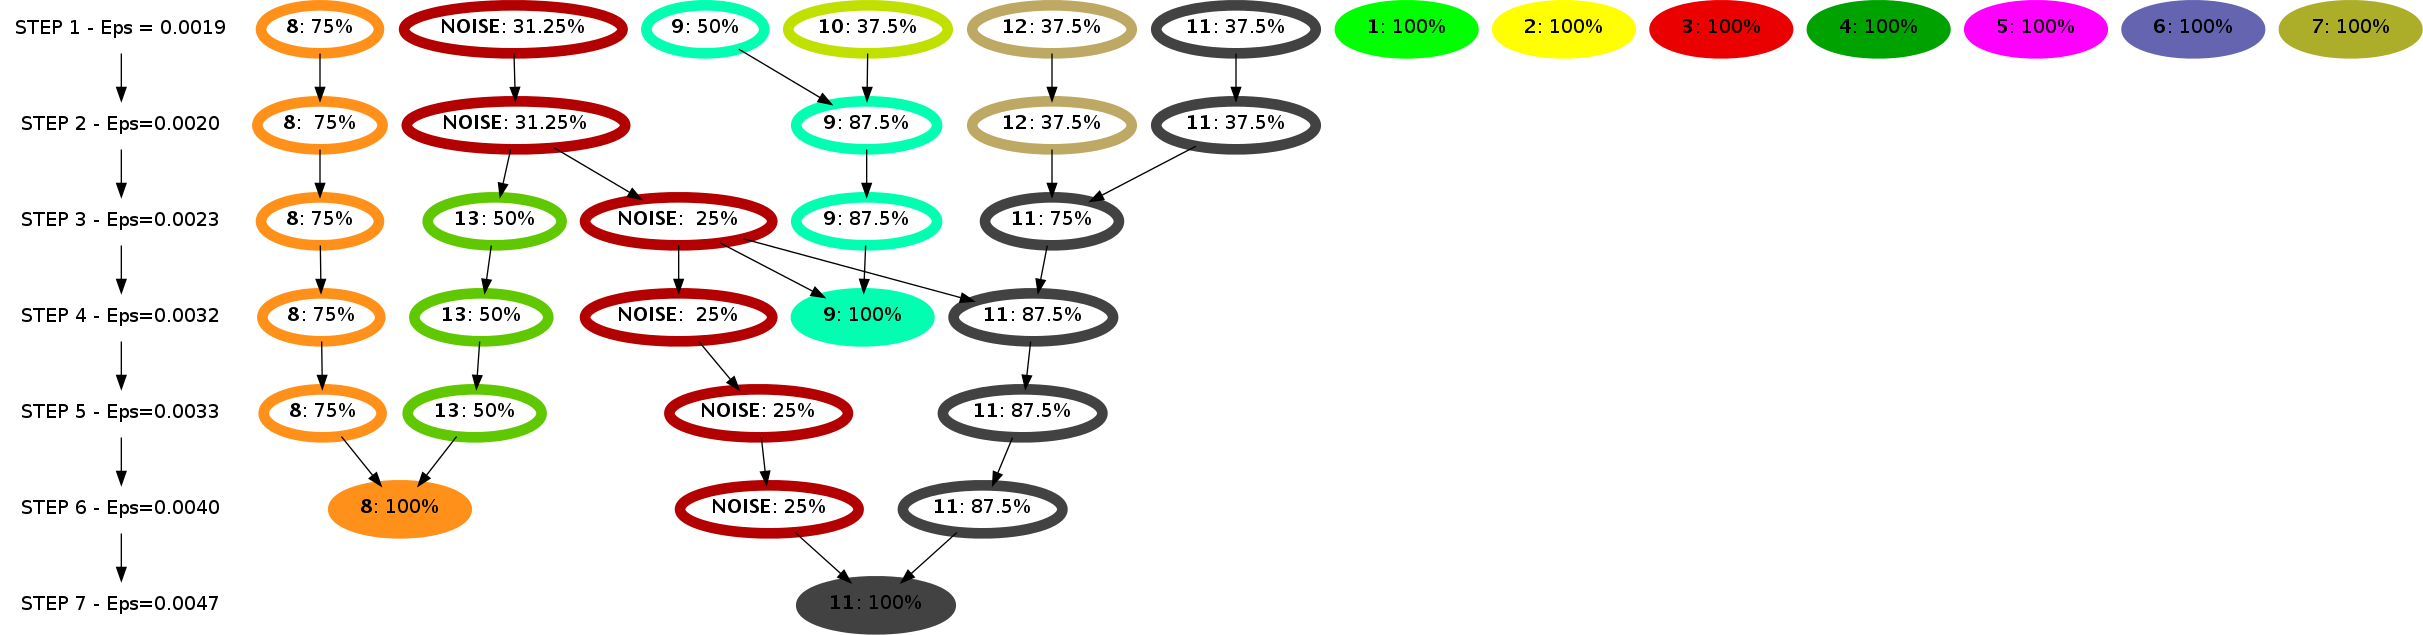 STEP 1 - Eps = 0.0019 8: 75% NOISE: 31.25% 9: 50% 10: 37.5% 12: 37.5% 11: 37.5% 1: 100% 2: 100% 3: 100% 4: 100% 5: 100% 6: 100% 7: 100%
STEP 2 - Eps=0.0020 8: 75% NOISE: 31.25% 9: 87.5% 12: 37.5% 11: 37.5%
STEP 3 - Eps=0.0023 8: 75% 13: 50% NOISE: 25% 9: 87.5% 11: 75%
STEP 4 - Eps=0.0032 8: 75% 13: 50% NOISE: 25% 9: 100% 11: 87.5%
STEP 5 - Eps=0.0033 8: 75% 13: 50% NOISE: 25% 11: 87.5%
STEP 6 - Eps=0.0040 8: 100% NOISE: 25% 11: 87.5%
STEP 7 - Eps=0.0047 11: 100%